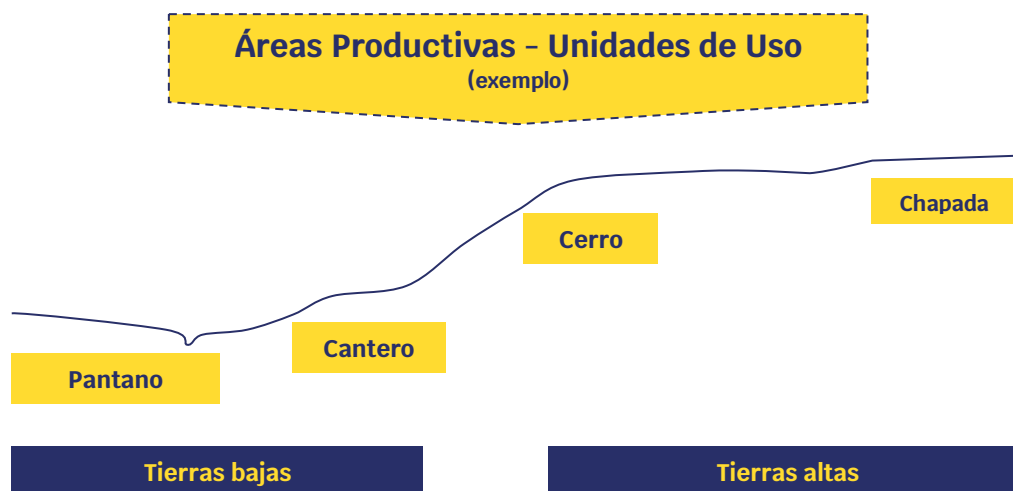 Áreas Productivas - Unidades de Uso
(exemplo)
Chapada
Cerro
Cantero
Pantano
Tierras bajas
Tierras altas